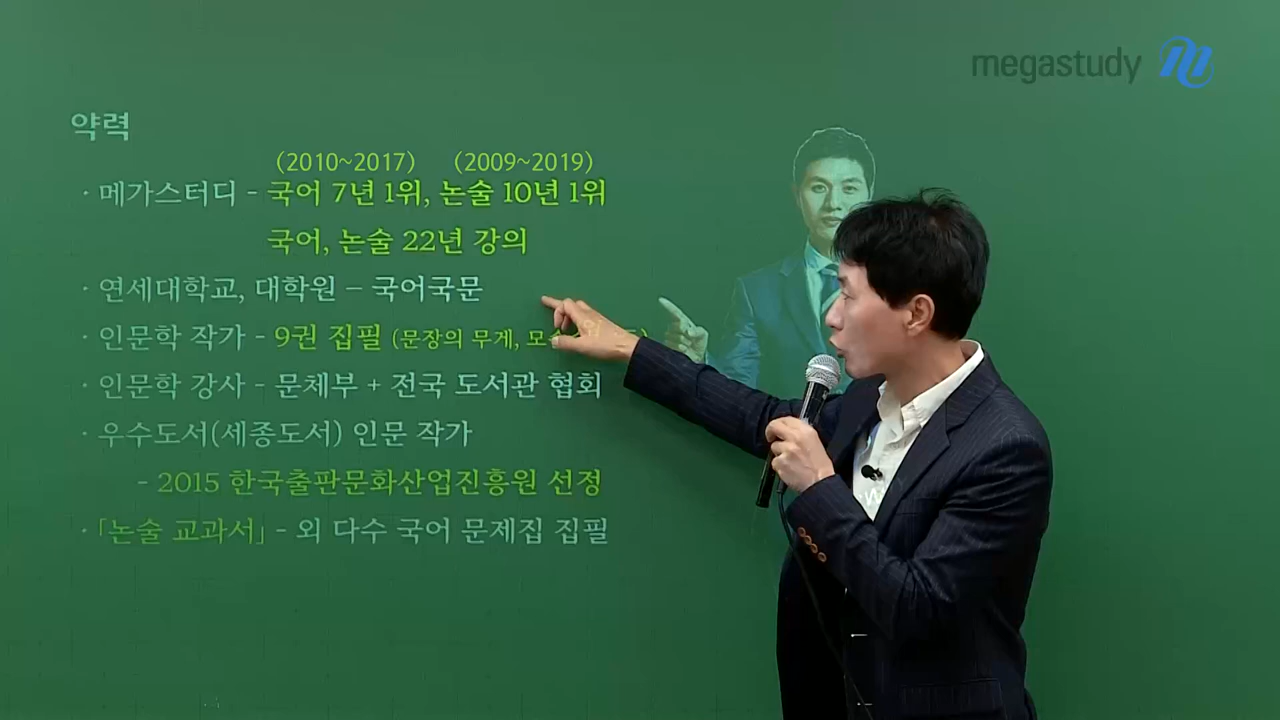 megastudy
약력
(2010~2017) (2009~2019)
· 메가스터디 - 국어 7년 1위, 논술 10년 1위
국어, 논술 22년 강의
· 연세대학교, 대학원 – 국어국문
· 인문학 작가 - 9권 집필 (문장의 무게,
· 인문학 강사 - 문체부 + 전국 도서관 협회
· 우수도서(세종도서) 인문 작가
- 2015 한국출판문화산업진흥원 선정
· 「논술 교과서」 - 외 다수 국어 문제집 집필